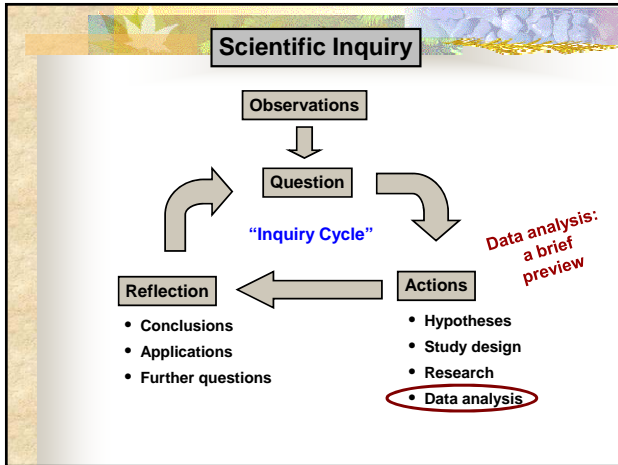 Scientific Inquiry
Observations
Question
“Inquiry Cycle”
Data analysis:
a brief
preview
Reflection
• Conclusions
• Applications
• Further questions
Actions
• Hypotheses
• Study design
• Research
• Data analysis